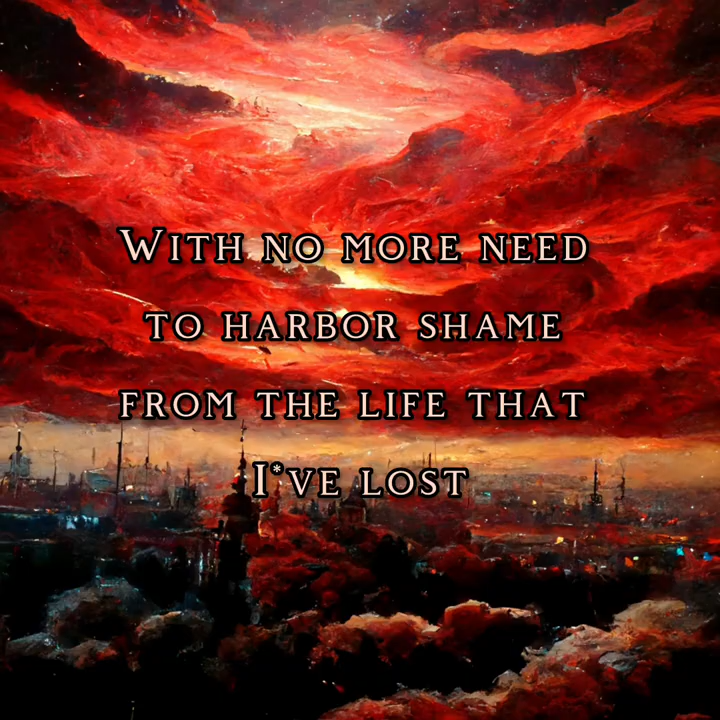 With no more need
to harbor shame
from the life that
I*ve lost